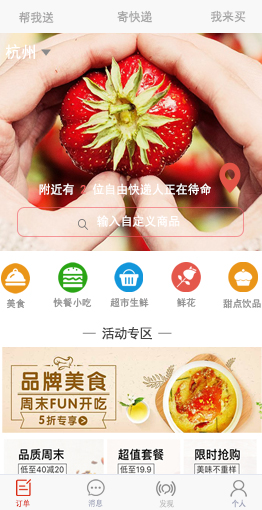 帮我送 寄快递 我来买
杭州
附近有 2 位自由快递人正在待命
输入自定义商品
美食 快餐小吃 超市生鲜 鲜花 甜点饮品
活动专区
品牌美食
周末FUN开吃
5折专享
品质周末 超值套餐 限时抢购
低至40减20 低至19.9 美味不重样
订单 消息 发现 个人